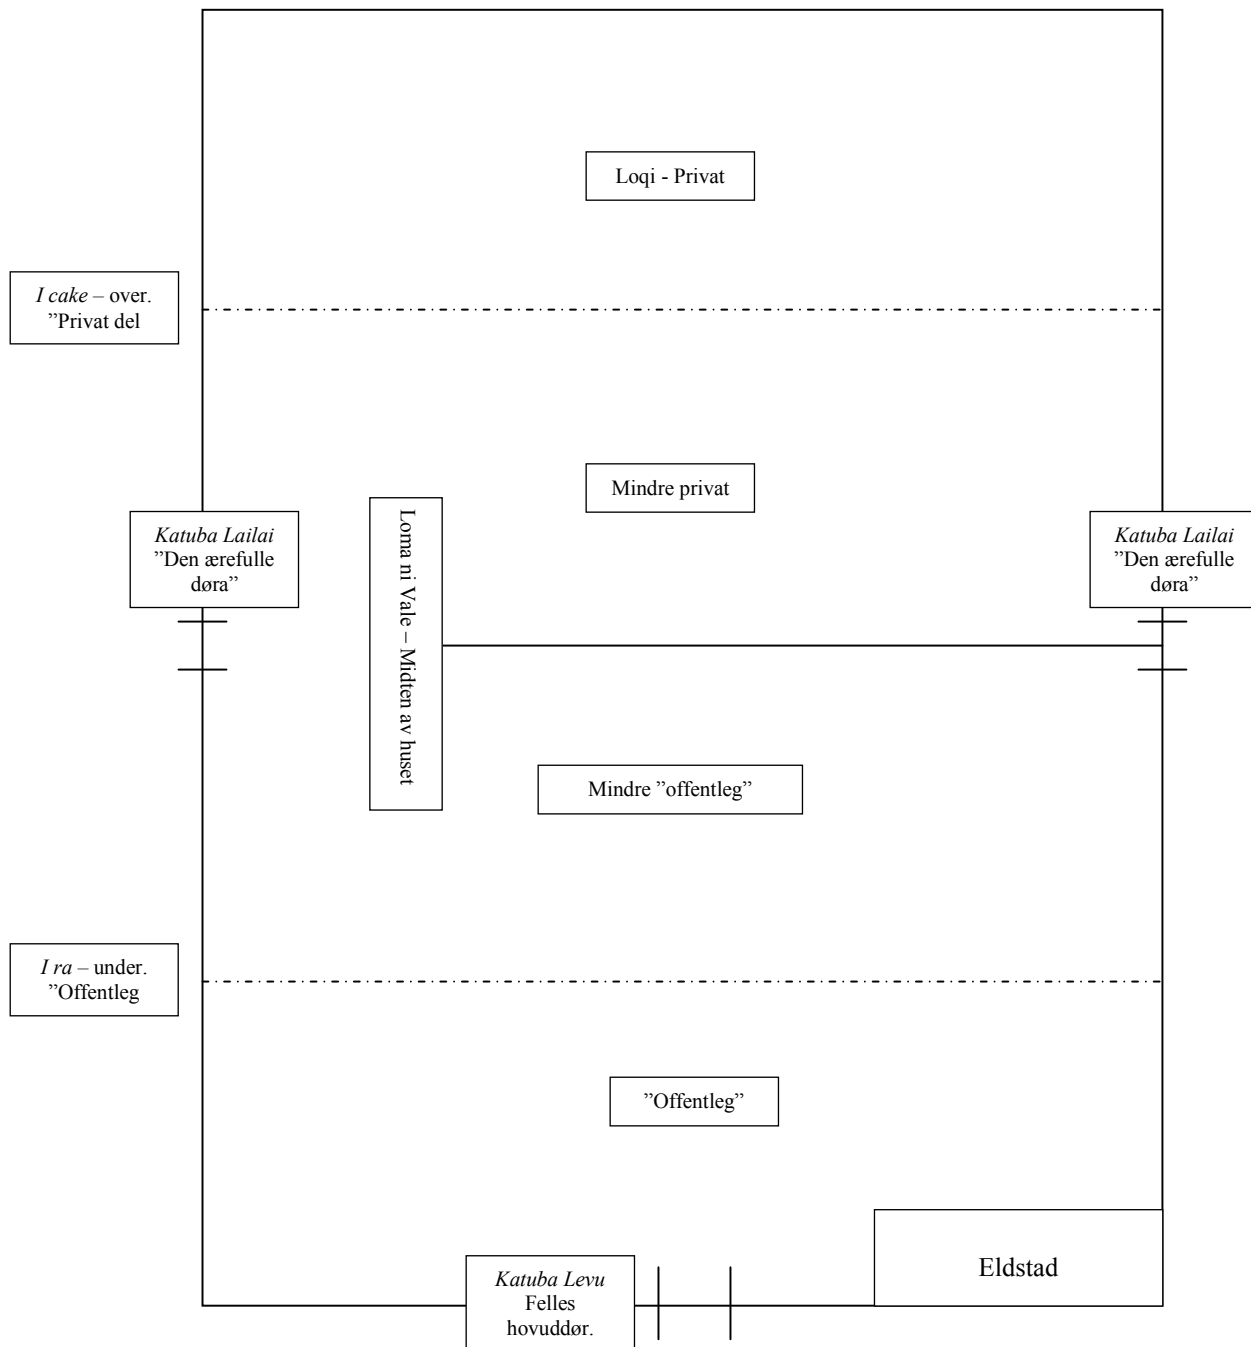 Loqi - Privat
I cake – over.
”Privat del
Mindre privat
Katuba Lailai
”Den ærefulle
døra”
Loma ni Vale – Midten av huset
Katuba Lailai
”Den ærefulle
døra”
Mindre ”offentleg”
I ra – under.
”Offentleg
”Offentleg”
Eldstad
Katuba Levu
Felles
hovuddør.